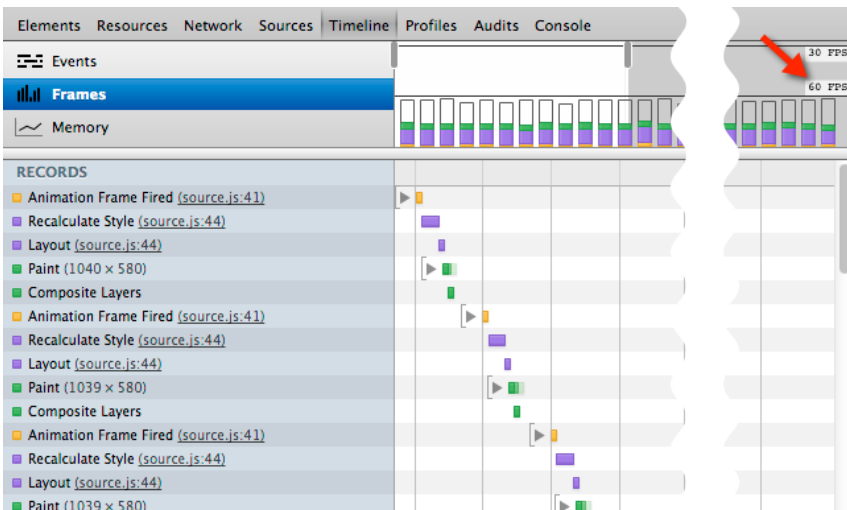 Elements Resources Network Sources Timeline Profiles Audits Console
Events
30 FPS
Frames
60 FPS
Memory
RECORDS
Animation Frame Fired (source.js:41)
Recalculate Style (source.js:44)
Layout (source.js:44)
Paint (1040 × 580)
Composite Layers
Animation Frame Fired (source.js:41)
Recalculate Style (source.js:44)
Layout (source.js:44)
Paint (1039 × 580)
Composite Layers
Animation Frame Fired (source.js:41)
Recalculate Style (source.js:44)
Layout (source.js:44)
Paint (1039 × 580)